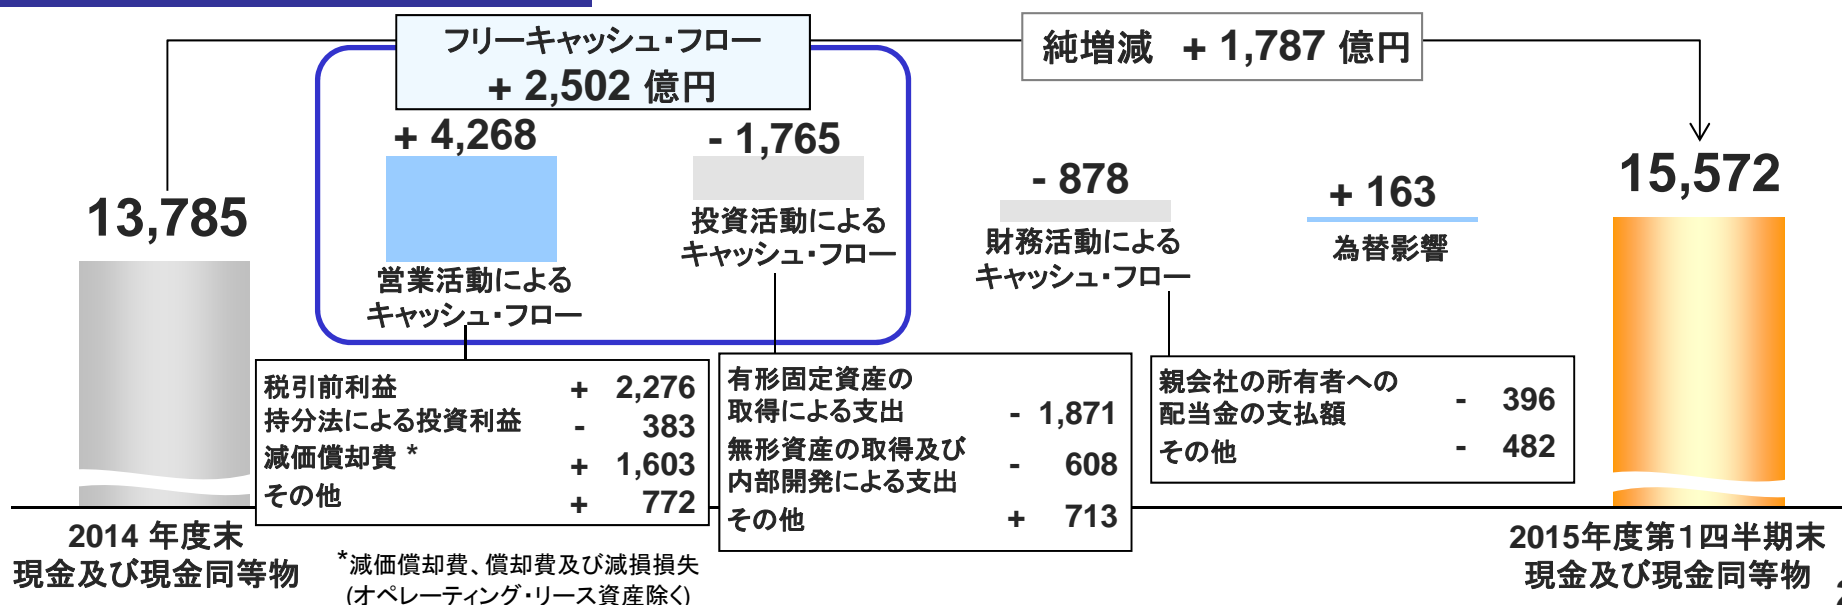 フリーキャッシュ・フロー
+ 2,502 億円
純増減 + 1,787 億円
13,785
+ 4,268
営業活動による
キャッシュ・フロー
- 1,765
投資活動による
キャッシュ・フロー
- 878
財務活動による
キャッシュ・フロー
+ 163
為替影響
15,572
税引前利益 + 2,276
持分法による投資利益 - 383
減価償却費 * + 1,603
その他 + 772
有形固定資産の
取得による支出 - 1,871
無形資産の取得及び
内部開発による支出 - 608
その他 + 713
親会社の所有者への
配当金の支払額 - 396
その他 - 482
2014 年度末
現金及び現金同等物
*減価償却費、償却費及び減損損失
(オペレーティング・リース資産除く)
2015年度第1四半期末
現金及び現金同等物